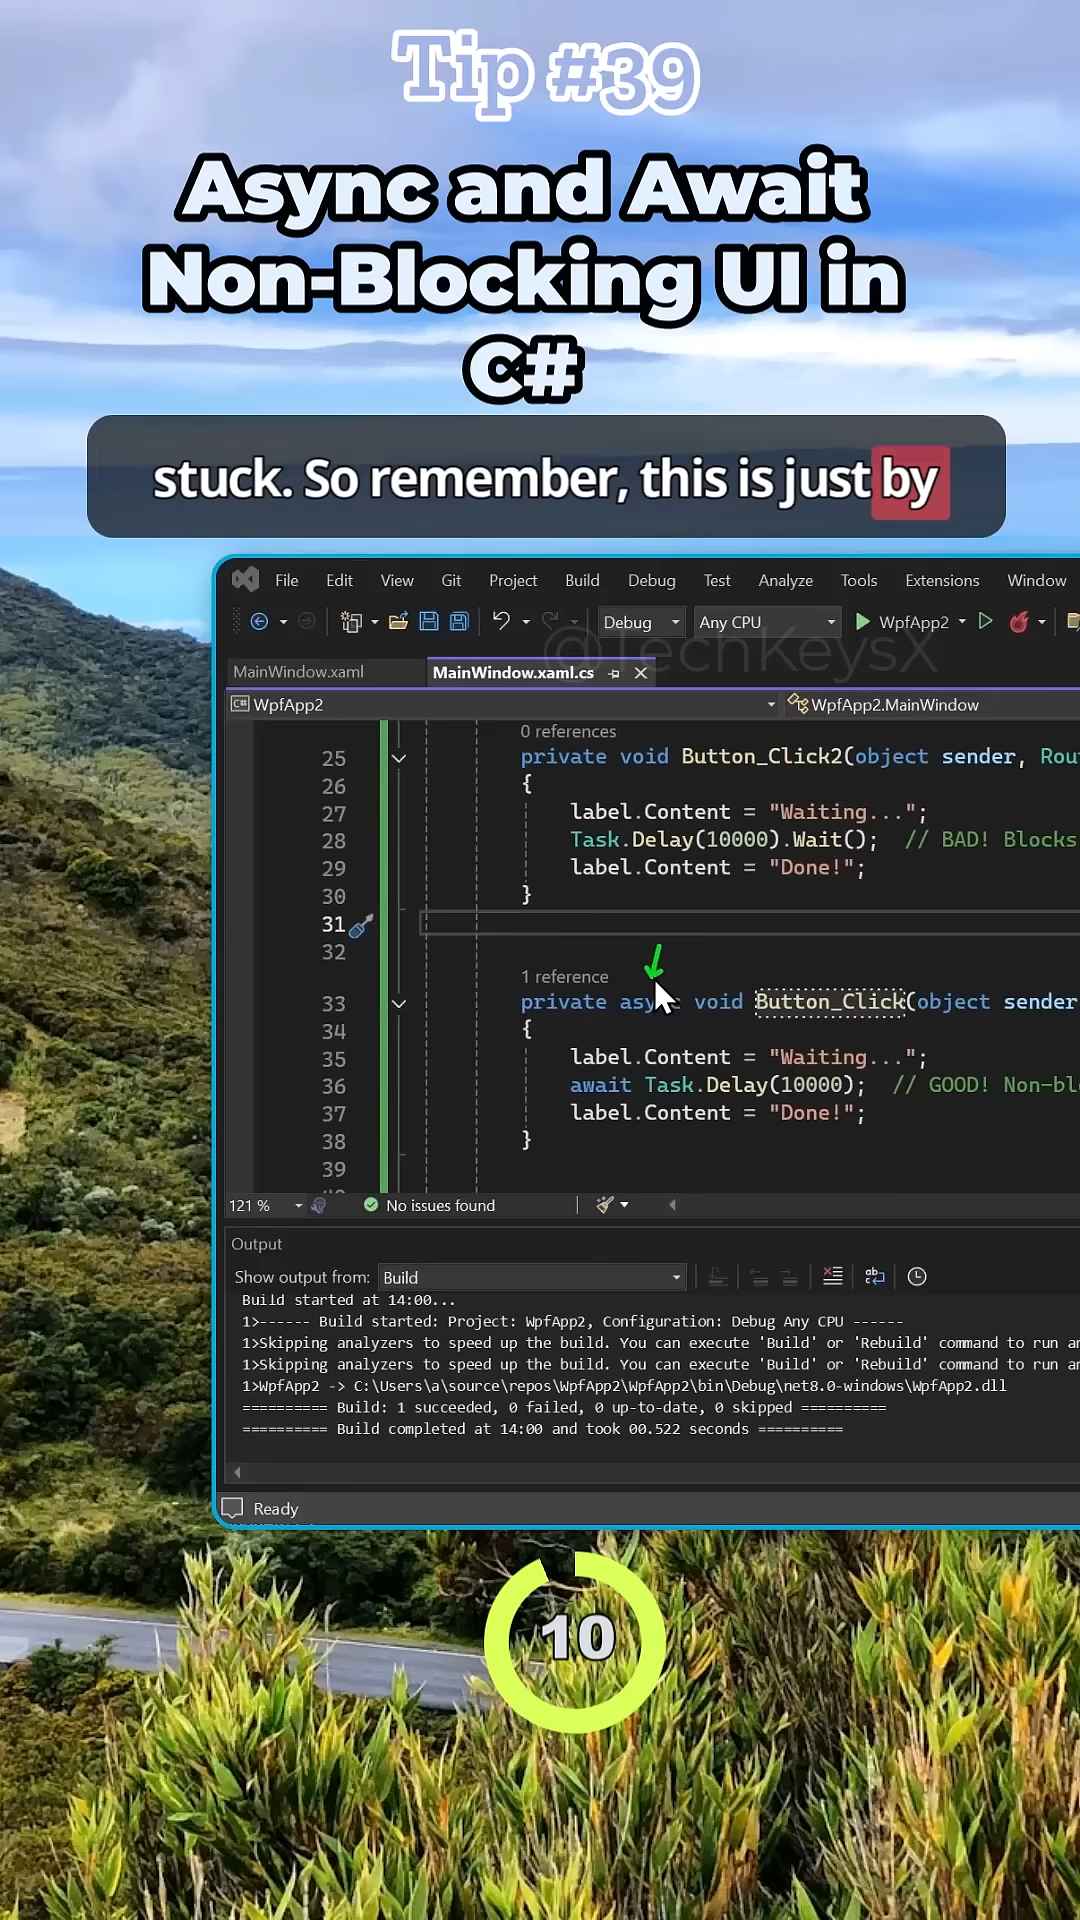 Tip #39
Async and Await
Non-Blocking UI in
C#
stuck. So remember, this is just by
File Edit View Git Project Build Debug Test Analyze Tools Extensions Window
Debug Any CPU WpfApp2
@TechKeysX
MainWindow.xaml MainWindow.xaml.cs
C# WpfApp2 WpfApp2.MainWindow
0 references
25 private void Button_Click2(object sender, Rou
26 {
27 label.Content = "Waiting...";
28 Task.Delay(10000).Wait(); // BAD! Blocks
29 label.Content = "Done!";
30 }
31
32
1 reference
33 private async void Button_Click(object sender
34 {
35 label.Content = "Waiting...";
36 await Task.Delay(10000); // GOOD! Non-bl
37 label.Content = "Done!";
38 }
39
121 % No issues found
Output
Show output from: Build
Build started at 14:00...
1>------ Build started: Project: WpfApp2, Configuration: Debug Any CPU ------
1>Skipping analyzers to speed up the build. You can execute 'Build' or 'Rebuild' command to run an
1>Skipping analyzers to speed up the build. You can execute 'Build' or 'Rebuild' command to run an
1>WpfApp2 -> C:\Users\a\source\repos\WpfApp2\WpfApp2\bin\Debug\net8.0-windows\WpfApp2.dll
========== Build: 1 succeeded, 0 failed, 0 up-to-date, 0 skipped ==========
========== Build completed at 14:00 and took 00.522 seconds ==========
Ready
10